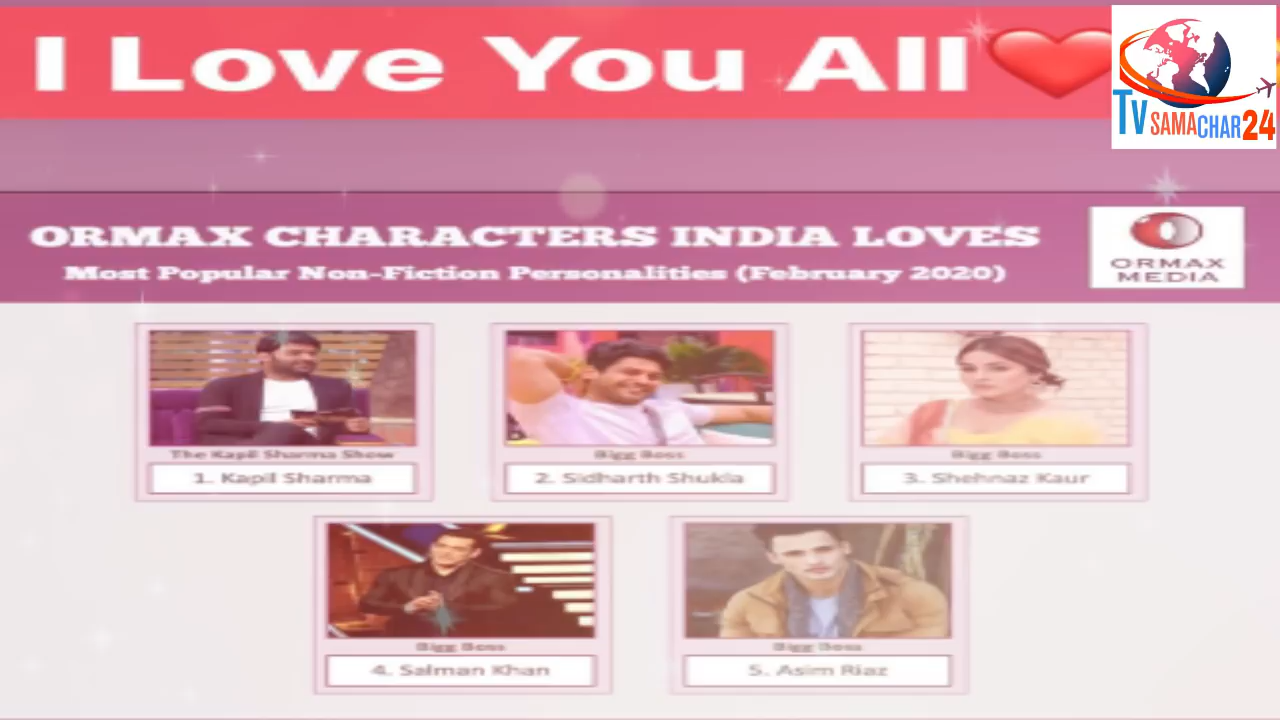 I Love You All
TV SAMACHAR 24
ORMAX CHARACTERS INDIA LOVES
Most Popular Non-Fiction Personalities (February 2020)
ORMAX
MEDIA
The Kapil Sharma Show
1. Kapil Sharma
Bigg Boss
2. Sidharth Shukla
Bigg Boss
3. Shehnaz Kaur
Bigg Boss
4. Salman Khan
Bigg Boss
5. Asim Riaz